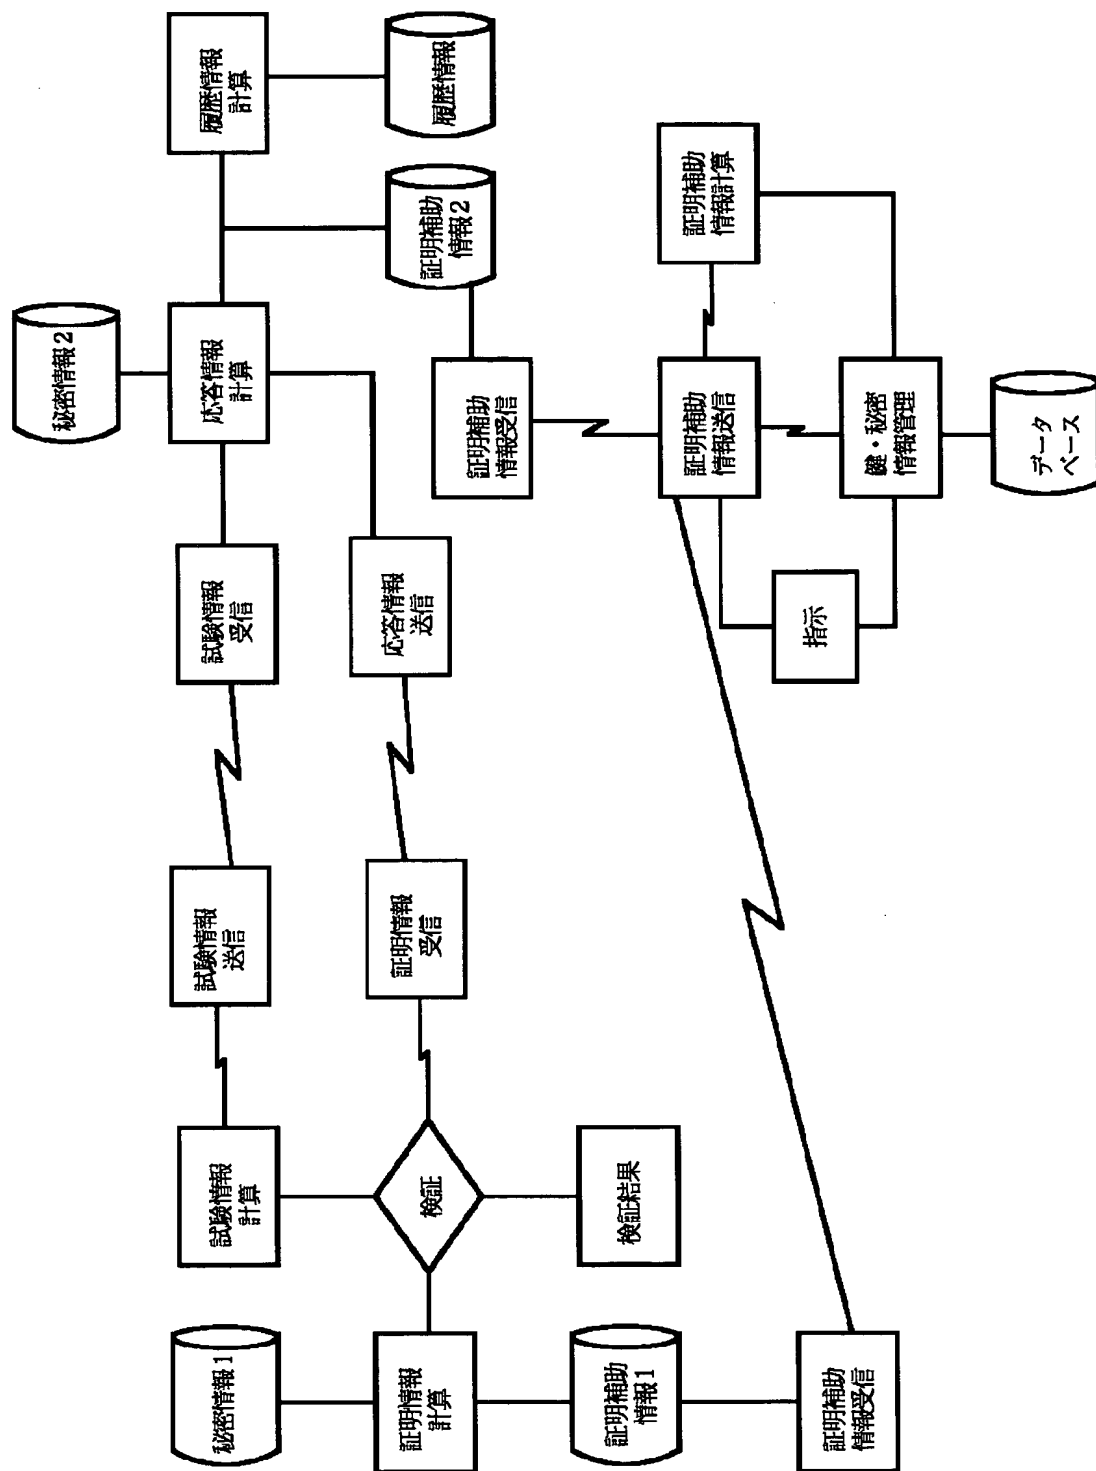 秘密情報2
秘密情報1
試験情報
計算
試験情報
送信
試験情報
受信
応答情報
計算
履歴情報
計算
証明情報
計算
検証
証明情報
受信
応答情報
送信
証明補助
情報2
履歴情報
証明補助
情報1
検証結果
証明補助
情報受信
証明補助
情報送信
証明補助
情報計算
証明補助
情報受信
指示
鍵・秘密
情報管理
データ
ベース